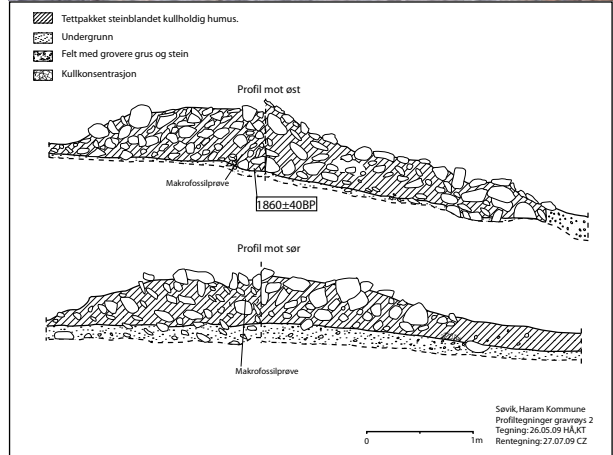 Tettpakket steinblandet kullholdig humus.
Undergrunn
Felt med grovere grus og stein
Kullkonsentrasjon
Profil mot øst
Makrofossilprøve
1860±40BP
Profil mot sør
Makrofossilprøve
Søvik, Haram Kommune
Profiltegninger gravrøys 2
Tegning: 26.05.09 HÅ,KT
Rentegning: 27.07.09 CZ
0 1m